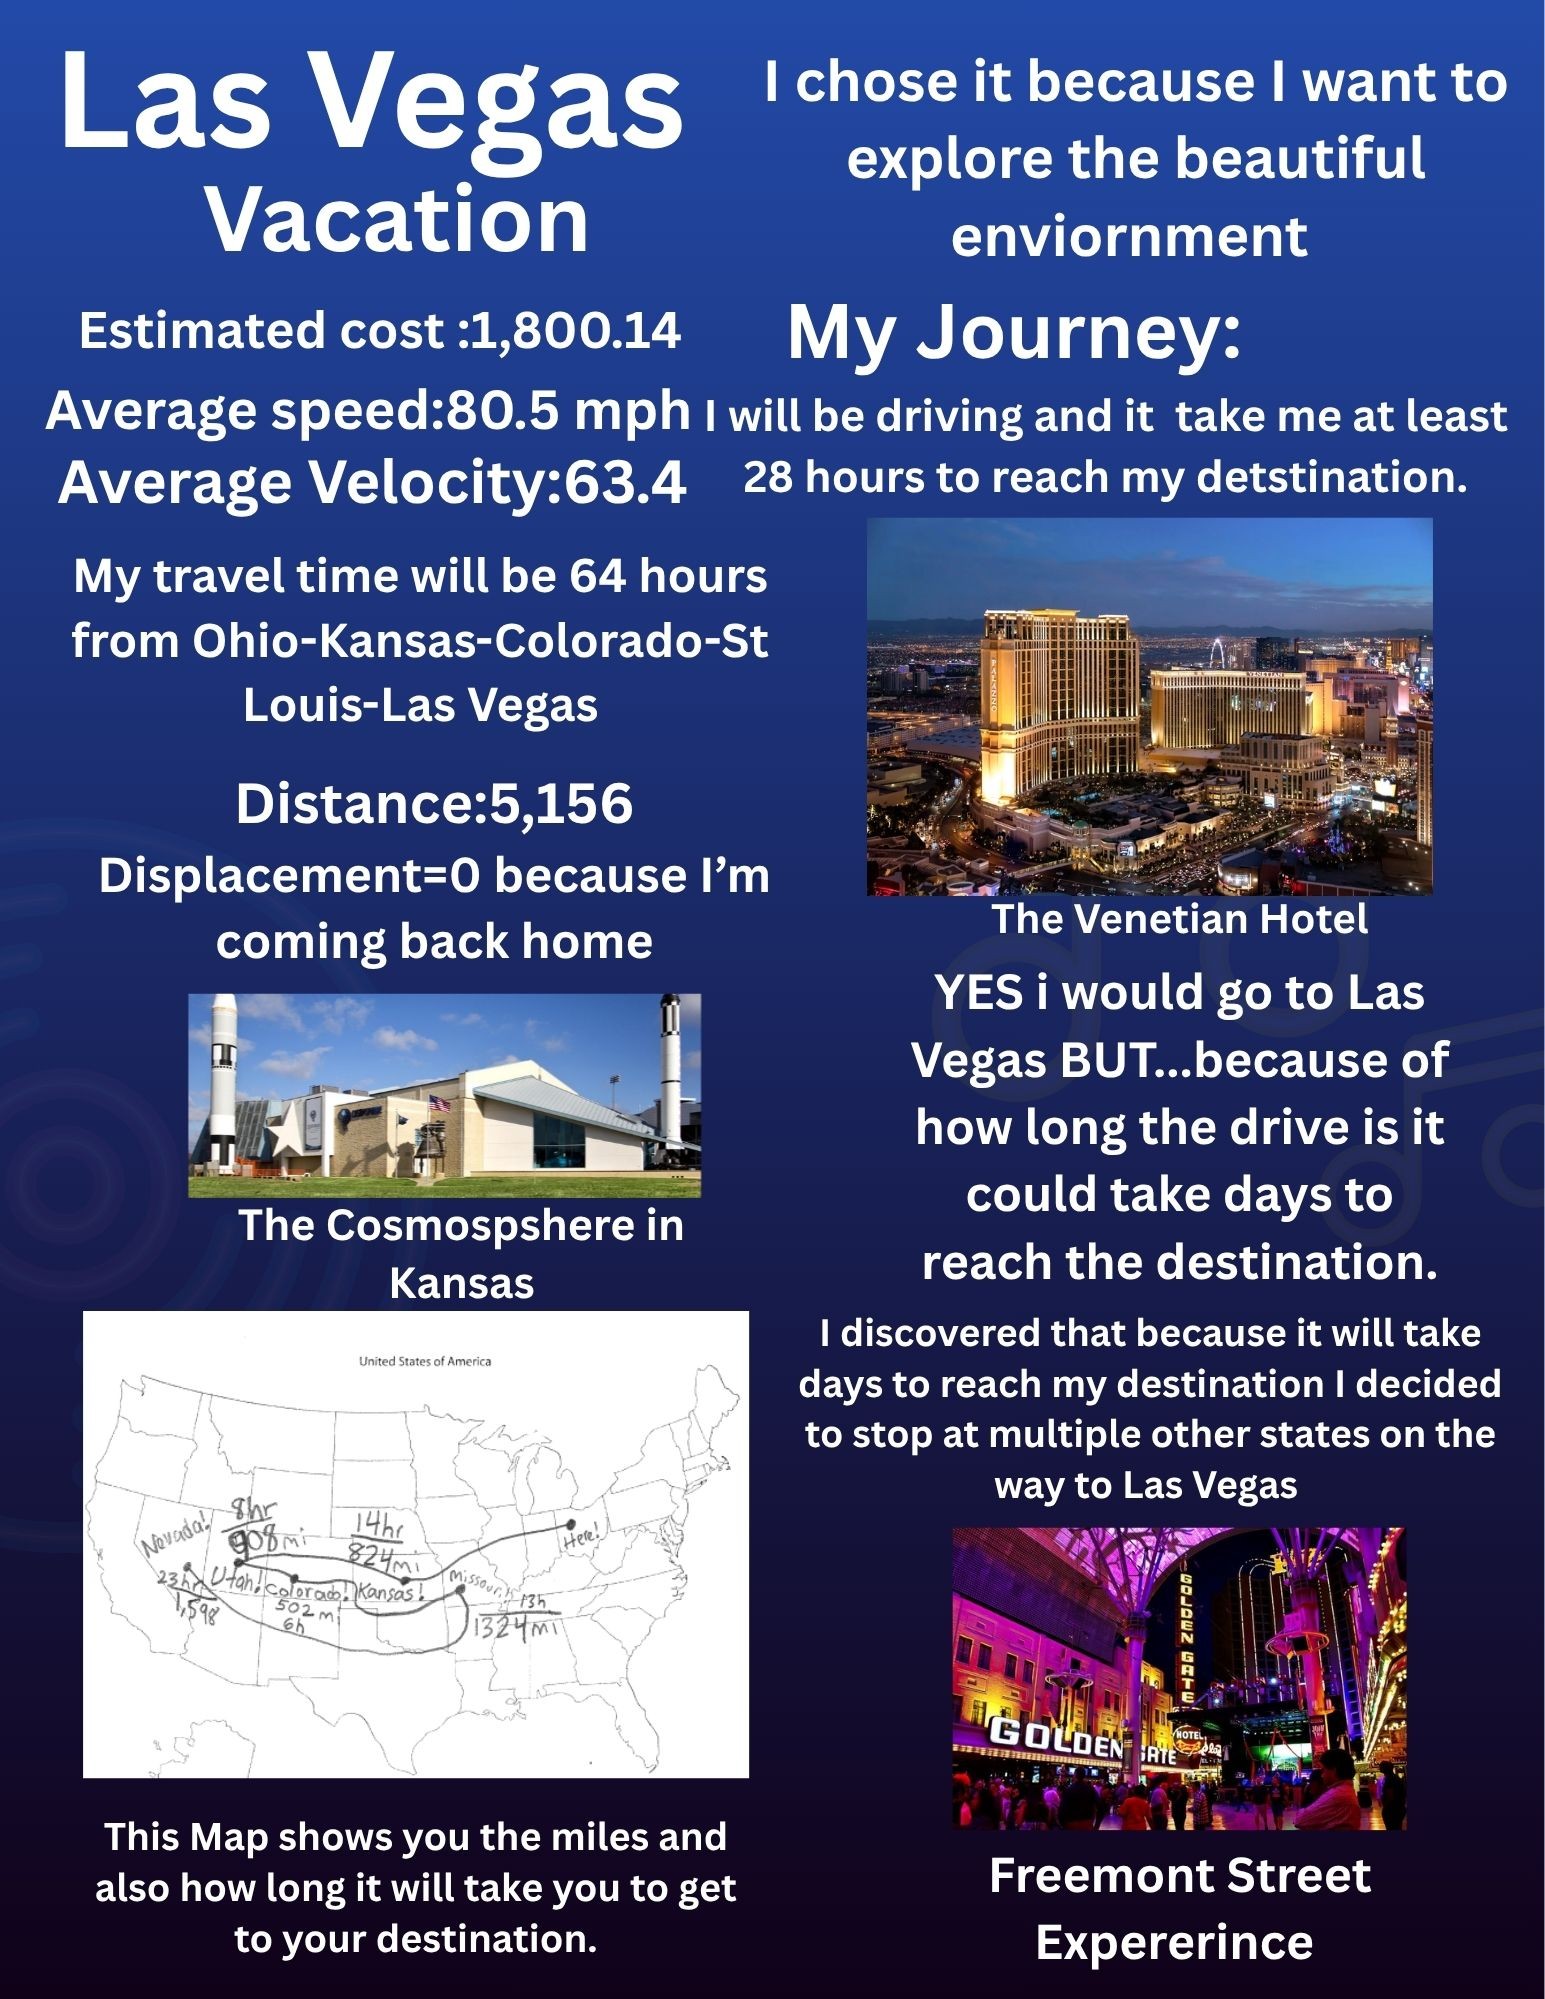 Las Vegas
Vacation
Estimated cost :1,800.14
Average speed:80.5 mph
Average Velocity:63.4
My travel time will be 64 hours
from Ohio-Kansas-Colorado-St
Louis-Las Vegas
Distance:5,156
Displacement=0 because I’m
coming back home
The Cosmospshere in
Kansas
United States of America
Nevada!
8hr
908mi
14hr
824mi
Here!
23hr
1,598
Utah!
Colorado!
502 mi
6h
Kansas!
Missouri!
13h
1324mi
This Map shows you the miles and
also how long it will take you to get
to your destination.
I chose it because I want to
explore the beautiful
enviornment
My Journey:
I will be driving and it  take me at least
28 hours to reach my detstination.
PALAZZO
VENETIAN
The Venetian Hotel
YES i would go to Las
Vegas BUT...because of
how long the drive is it
could take days to
reach the destination.
I discovered that because it will take
days to reach my destination I decided
to stop at multiple other states on the
way to Las Vegas
GOLDEN GATE
GOLDEN GATE
HOTEL
Freemont Street
Expererince